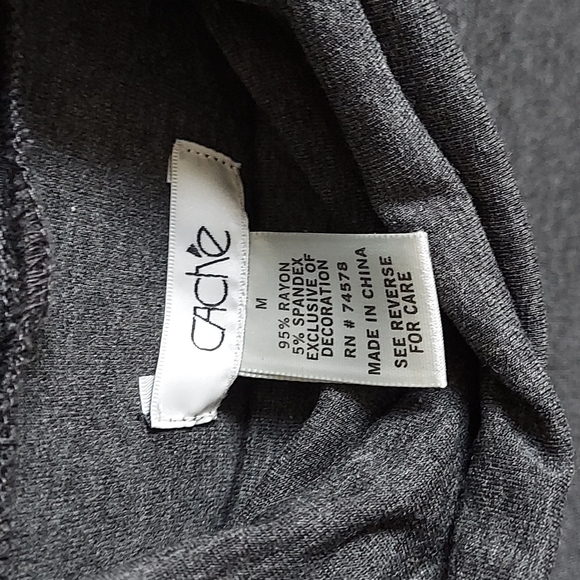 CACHÉ
M
95% RAYON
5% SPANDEX
EXCLUSIVE OF
DECORATION
RN # 74578
MADE IN CHINA
SEE REVERSE
FOR CARE